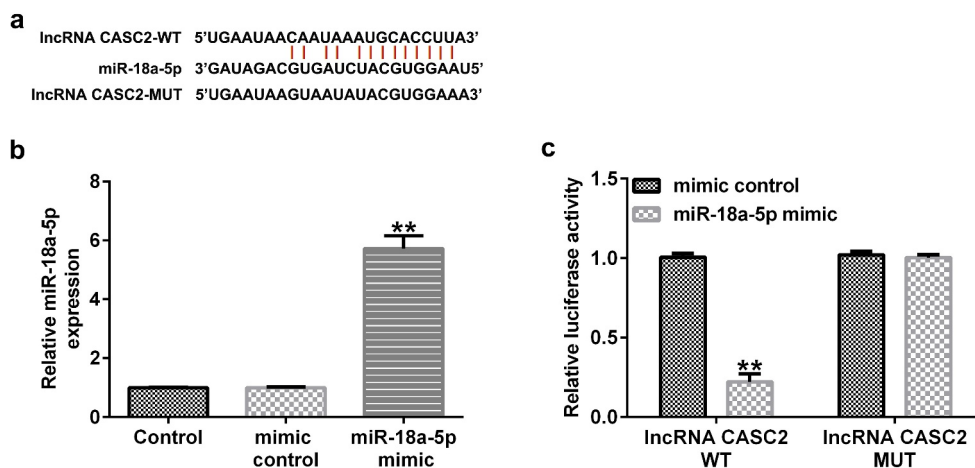 a
lncRNA CASC2-WT 5'UGAAUAACAAUAAAUGCACCUUA3'
miR-18a-5p 3'GAUAGACGUGAUCUACGUGGAAU5'
lncRNA CASC2-MUT 5'UGAAUAAGUAAUAUACGUGGAAA3'
b
Relative miR-18a-5p
expression
8
6
4
2
0
**
Control
mimic
control
miR-18a-5p
mimic
c
Relative luciferase activity
1.5
1.0
0.5
0.0
mimic control
miR-18a-5p mimic
**
lncRNA CASC2
WT
lncRNA CASC2
MUT